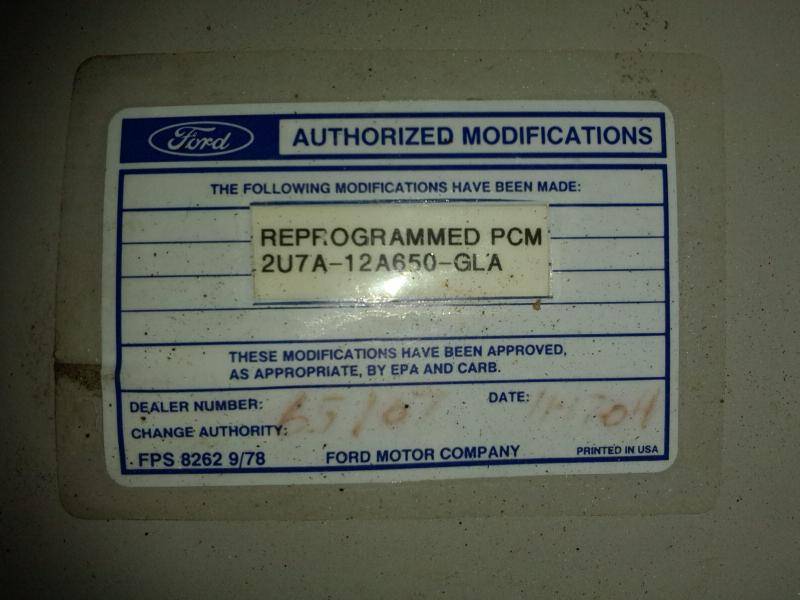 Ford AUTHORIZED MODIFICATIONS
THE FOLLOWING MODIFICATIONS HAVE BEEN MADE:
REPROGRAMMED PCM
2U7A-12A650-GLA
THESE MODIFICATIONS HAVE BEEN APPROVED,
AS APPROPRIATE, BY EPA AND CARB.
DEALER NUMBER: DATE:
CHANGE AUTHORITY:
FPS 8262 9/78 FORD MOTOR COMPANY PRINTED IN USA